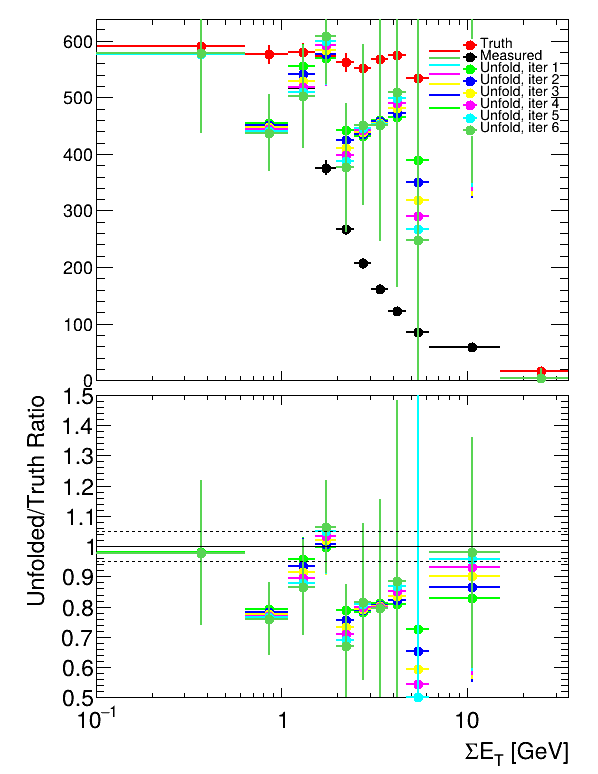 600
500
400
300
200
100
0
Truth
Measured
Unfold, iter 1
Unfold, iter 2
Unfold, iter 3
Unfold, iter 4
Unfold, iter 5
Unfold, iter 6
Unfolded/Truth Ratio
1.5
1.4
1.3
1.2
1.1
1
0.9
0.8
0.7
0.6
0.5
10⁻¹ 1 10
ΣE_T [GeV]